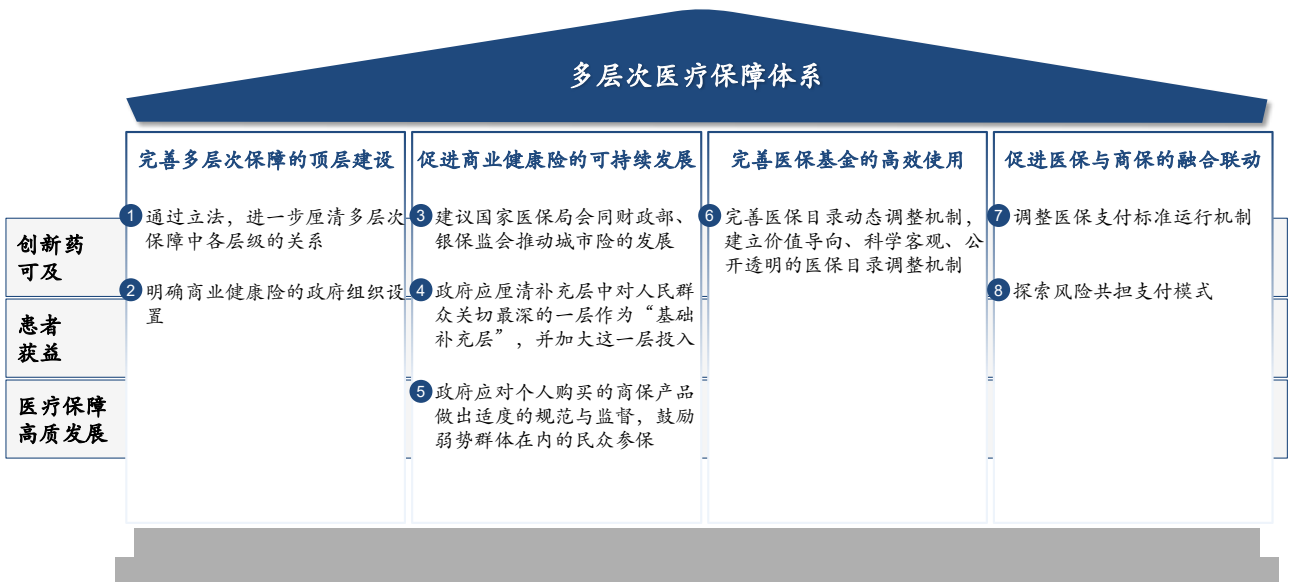 多层次医疗保障体系
完善多层次保障的顶层建设
促进商业健康险的可持续发展
完善医保基金的高效使用
促进医保与商保的融合联动
创新药
可及
患者
获益
医疗保障
高质发展
1 通过立法，进一步厘清多层次
保障中各层级的关系
2 明确商业健康险的政府组织设
置
3 建议国家医保局会同财政部、
银保监会推动城市险的发展
4 政府应厘清补充层中对人民群
众关切最深的一层作为“基础
补充层”，并加大这一层投入
5 政府应对个人购买的商保产品
做出适度的规范与监督，鼓励
弱势群体在内的民众参保
6 完善医保目录动态调整机制，
建立价值导向、科学客观、公
开透明的医保目录调整机制
7 调整医保支付标准运行机制
8 探索风险共担支付模式